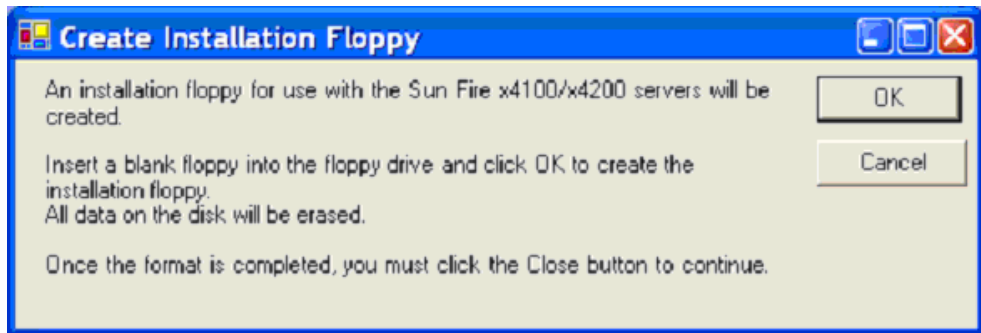 Create Installation Floppy
An installation floppy for use with the Sun Fire x4100/x4200 servers will be
created.
OK
Insert a blank floppy into the floppy drive and click OK to create the
installation floppy.
All data on the disk will be erased.
Cancel
Once the format is completed, you must click the Close button to continue.